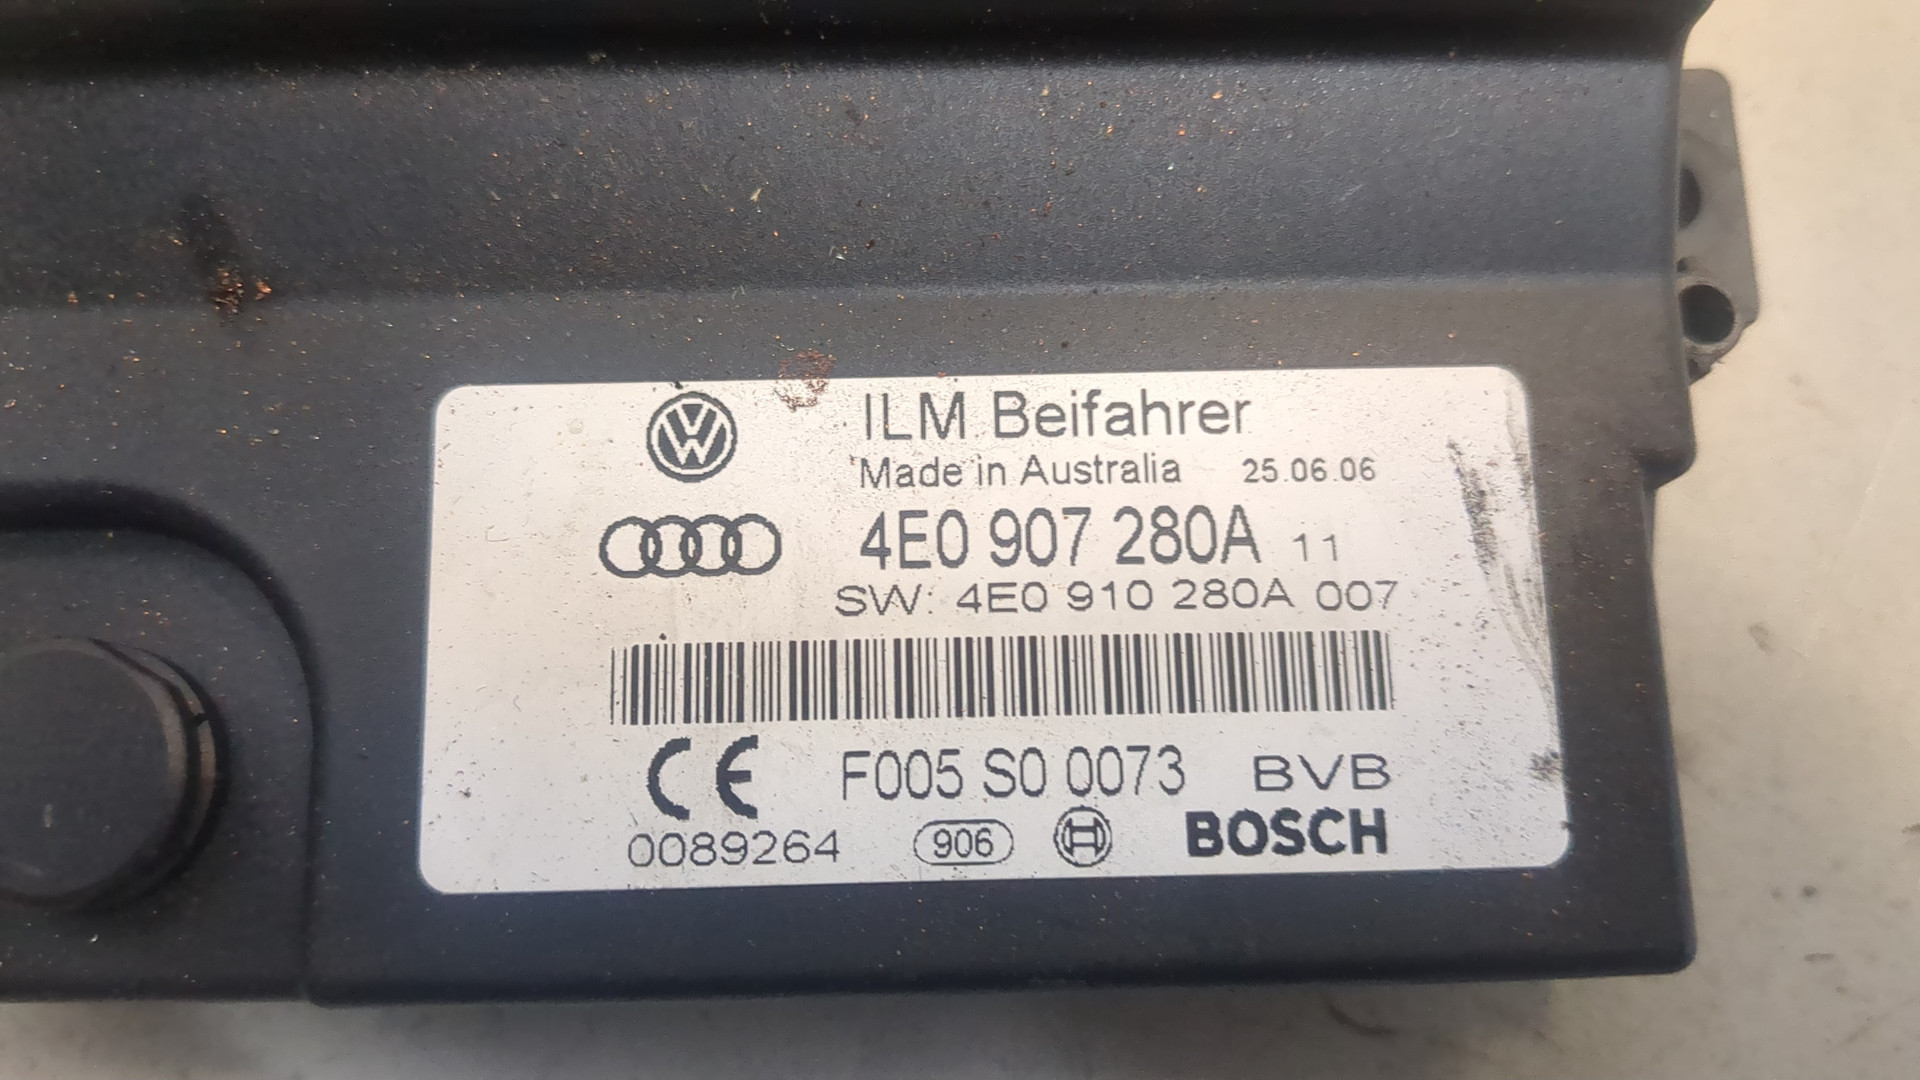 ILM Beifahrer
Made in Australia 25.06.06
4E0 907 280A 11
SW: 4E0 910 280A 007
CE F005 S0 0073 BVB
0089264 906 BOSCH